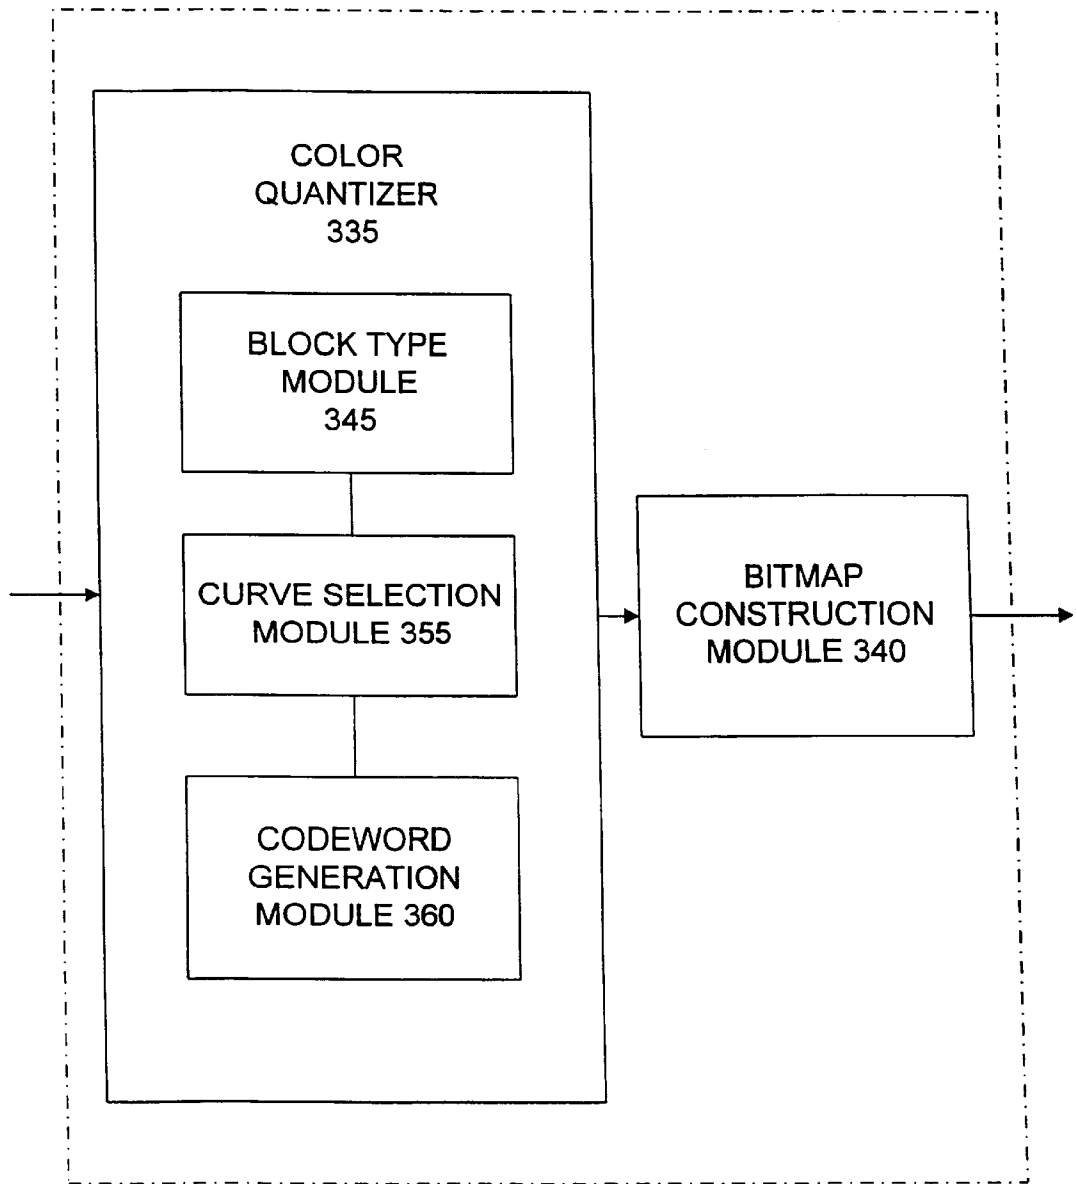 COLOR
QUANTIZER
335
BLOCK TYPE
MODULE
345
CURVE SELECTION
MODULE 355
CODEWORD
GENERATION
MODULE 360
BITMAP
CONSTRUCTION
MODULE 340